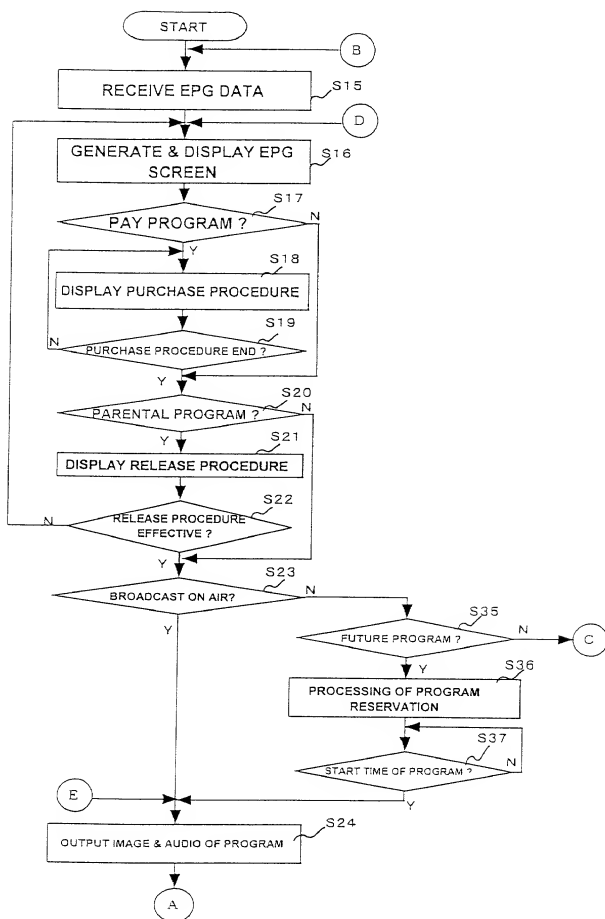 START
B
RECEIVE EPG DATA
S15
D
GENERATE & DISPLAY EPG
SCREEN
S16
S17
PAY PROGRAM ?
N
Y
S18
DISPLAY PURCHASE PROCEDURE
S19
N
PURCHASE PROCEDURE END ?
Y
S20
PARENTAL PROGRAM ?
N
Y
S21
DISPLAY RELEASE PROCEDURE
S22
N
RELEASE PROCEDURE
EFFECTIVE ?
Y
S23
BROADCAST ON AIR?
N
Y
S35
FUTURE PROGRAM ?
N
C
Y
S36
PROCESSING OF PROGRAM
RESERVATION
S37
START TIME OF PROGRAM ?
N
Y
E
S24
OUTPUT IMAGE & AUDIO OF PROGRAM
A